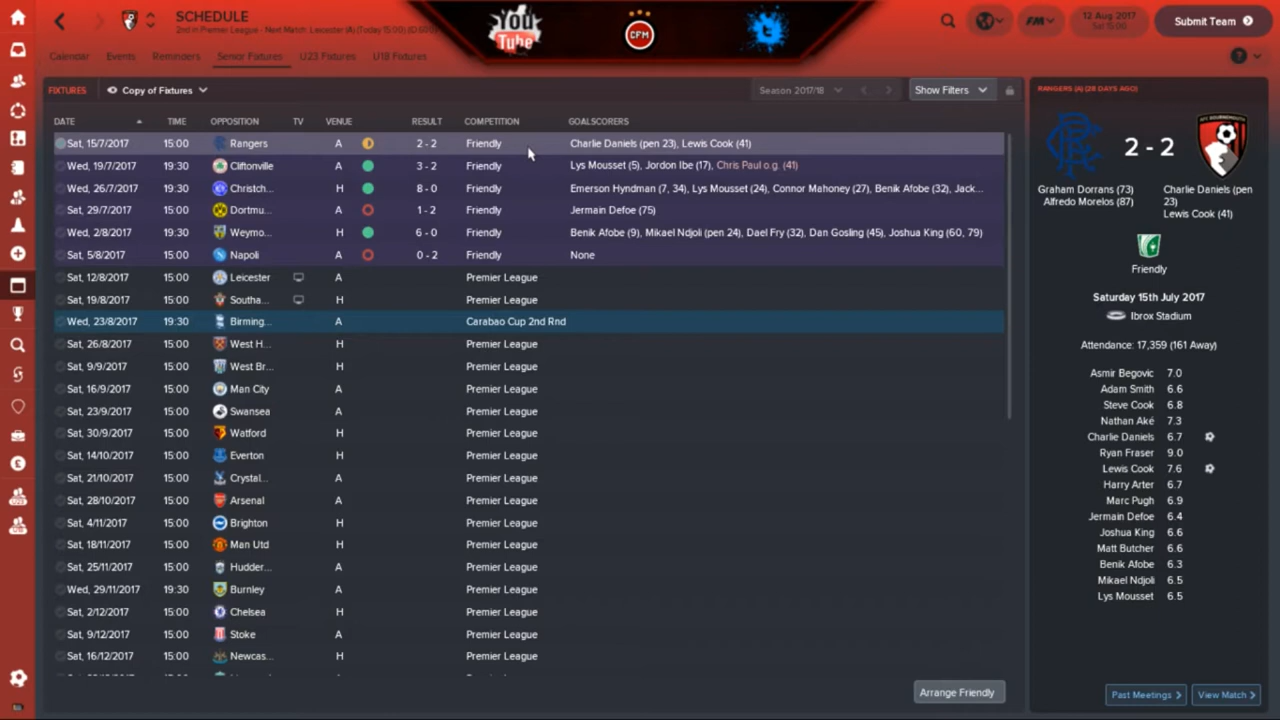 SCHEDULE
You Tube
CFM
FM
12 Aug 2017
Sat 15:00
Submit Team
2nd in Premier League - Next Match: Leicester (A) (Today 15:00)
Calendar Events Reminders Senior Fixtures U23 Fixtures U18 Fixtures
?
FIXTURES Copy of Fixtures Season 2017/18 Show Filters
DATE TIME OPPOSITION TV VENUE RESULT COMPETITION GOALSCORERS
Sat, 15/7/2017 15:00 Rangers A 2 - 2 Friendly Charlie Daniels (pen 23), Lewis Cook (41)
Wed, 19/7/2017 19:30 Cliftonville A 3 - 2 Friendly Lys Mousset (5), Jordon Ibe (17), Chris Paul o.g. (41)
Wed, 26/7/2017 19:30 Christch... H 8 - 0 Friendly Emerson Hyndman (7, 34), Lys Mousset (24), Connor Mahoney (27), Benik Afobe (32), Jack...
Sat, 29/7/2017 15:00 Dortmu... A 1 - 2 Friendly Jermain Defoe (75)
Wed, 2/8/2017 19:30 Weymo... H 6 - 0 Friendly Benik Afobe (9), Mikael Ndjoli (pen 24), Dael Fry (32), Dan Gosling (45), Joshua King (60, 79)
Sat, 5/8/2017 15:00 Napoli A 0 - 2 Friendly None
Sat, 12/8/2017 15:00 Leicester A Premier League
Sat, 19/8/2017 15:00 Southa... H Premier League
Wed, 23/8/2017 19:30 Birming... A Carabao Cup 2nd Rnd
Sat, 26/8/2017 15:00 West H... H Premier League
Sat, 9/9/2017 15:00 West Br... H Premier League
Sat, 16/9/2017 15:00 Man City A Premier League
Sat, 23/9/2017 15:00 Swansea A Premier League
Sat, 30/9/2017 15:00 Watford H Premier League
Sat, 14/10/2017 15:00 Everton H Premier League
Sat, 21/10/2017 15:00 Crystal... A Premier League
Sat, 28/10/2017 15:00 Arsenal A Premier League
Sat, 4/11/2017 15:00 Brighton H Premier League
Sat, 18/11/2017 15:00 Man Utd H Premier League
Sat, 25/11/2017 15:00 Hudder... A Premier League
Wed, 29/11/2017 19:30 Burnley A Premier League
Sat, 2/12/2017 15:00 Chelsea H Premier League
Sat, 9/12/2017 15:00 Stoke A Premier League
Sat, 16/12/2017 15:00 Newcas... H Premier League
Arrange Friendly
RANGERS (A) (28 DAYS AGO)
2 - 2
Graham Dorrans (73)
Alfredo Morelos (87)
Charlie Daniels (pen
23)
Lewis Cook (41)
Friendly
Saturday 15th July 2017
Ibrox Stadium
Attendance: 17,359 (161 Away)
Asmir Begovic 7.0
Adam Smith 6.6
Steve Cook 6.8
Nathan Aké 7.3
Charlie Daniels 6.7
Ryan Fraser 9.0
Lewis Cook 7.6
Harry Arter 6.7
Marc Pugh 6.9
Jermain Defoe 6.4
Joshua King 6.6
Matt Butcher 6.6
Benik Afobe 6.3
Mikael Ndjoli 6.5
Lys Mousset 6.5
Past Meetings View Match
U23
U18